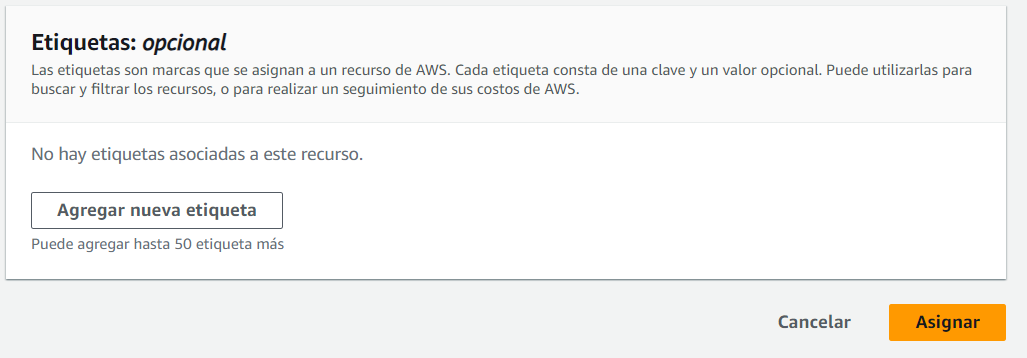 Etiquetas: opcional
Las etiquetas son marcas que se asignan a un recurso de AWS. Cada etiqueta consta de una clave y un valor opcional. Puede utilizarlas para
buscar y filtrar los recursos, o para realizar un seguimiento de sus costos de AWS.
No hay etiquetas asociadas a este recurso.
Agregar nueva etiqueta
Puede agregar hasta 50 etiqueta más
Cancelar
Asignar